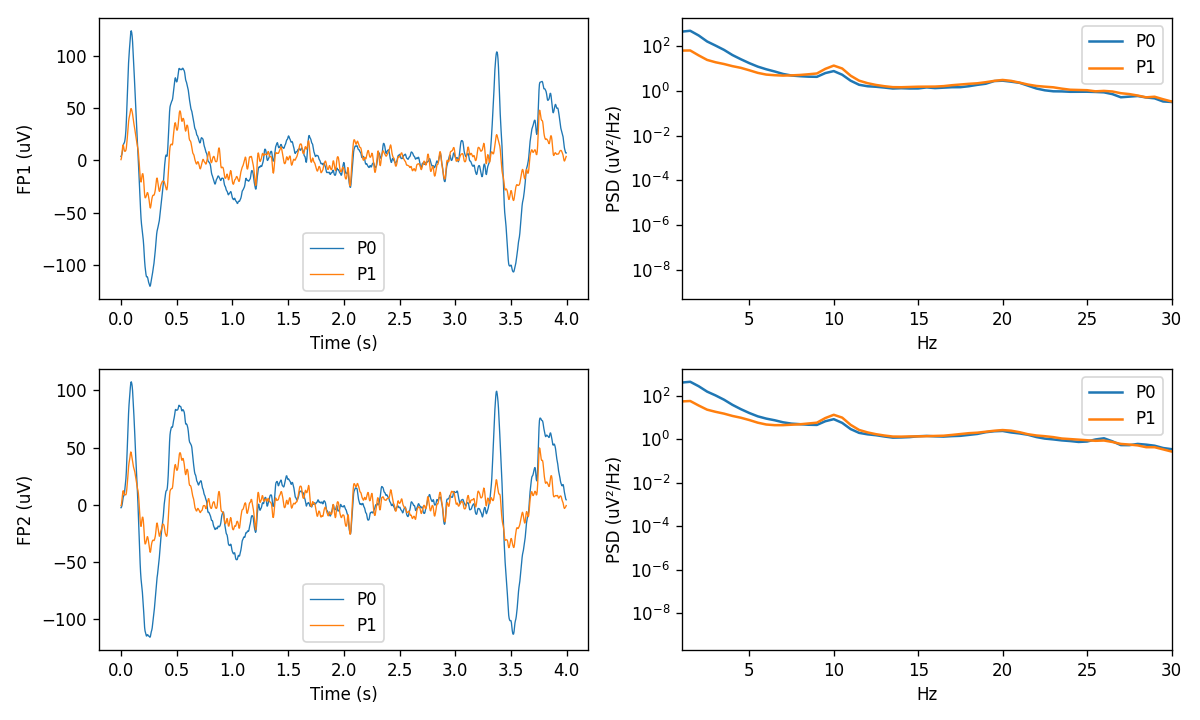 100
50
0
−50
−100
FP1 (uV)
0.0 0.5 1.0 1.5 2.0 2.5 3.0 3.5 4.0
Time (s)
P0
P1
10²
10⁰
10⁻²
10⁻⁴
10⁻⁶
10⁻⁸
PSD (uV²/Hz)
5 10 15 20 25 30
Hz
P0
P1
100
50
0
−50
−100
FP2 (uV)
0.0 0.5 1.0 1.5 2.0 2.5 3.0 3.5 4.0
Time (s)
P0
P1
10²
10⁰
10⁻²
10⁻⁴
10⁻⁶
10⁻⁸
PSD (uV²/Hz)
5 10 15 20 25 30
Hz
P0
P1